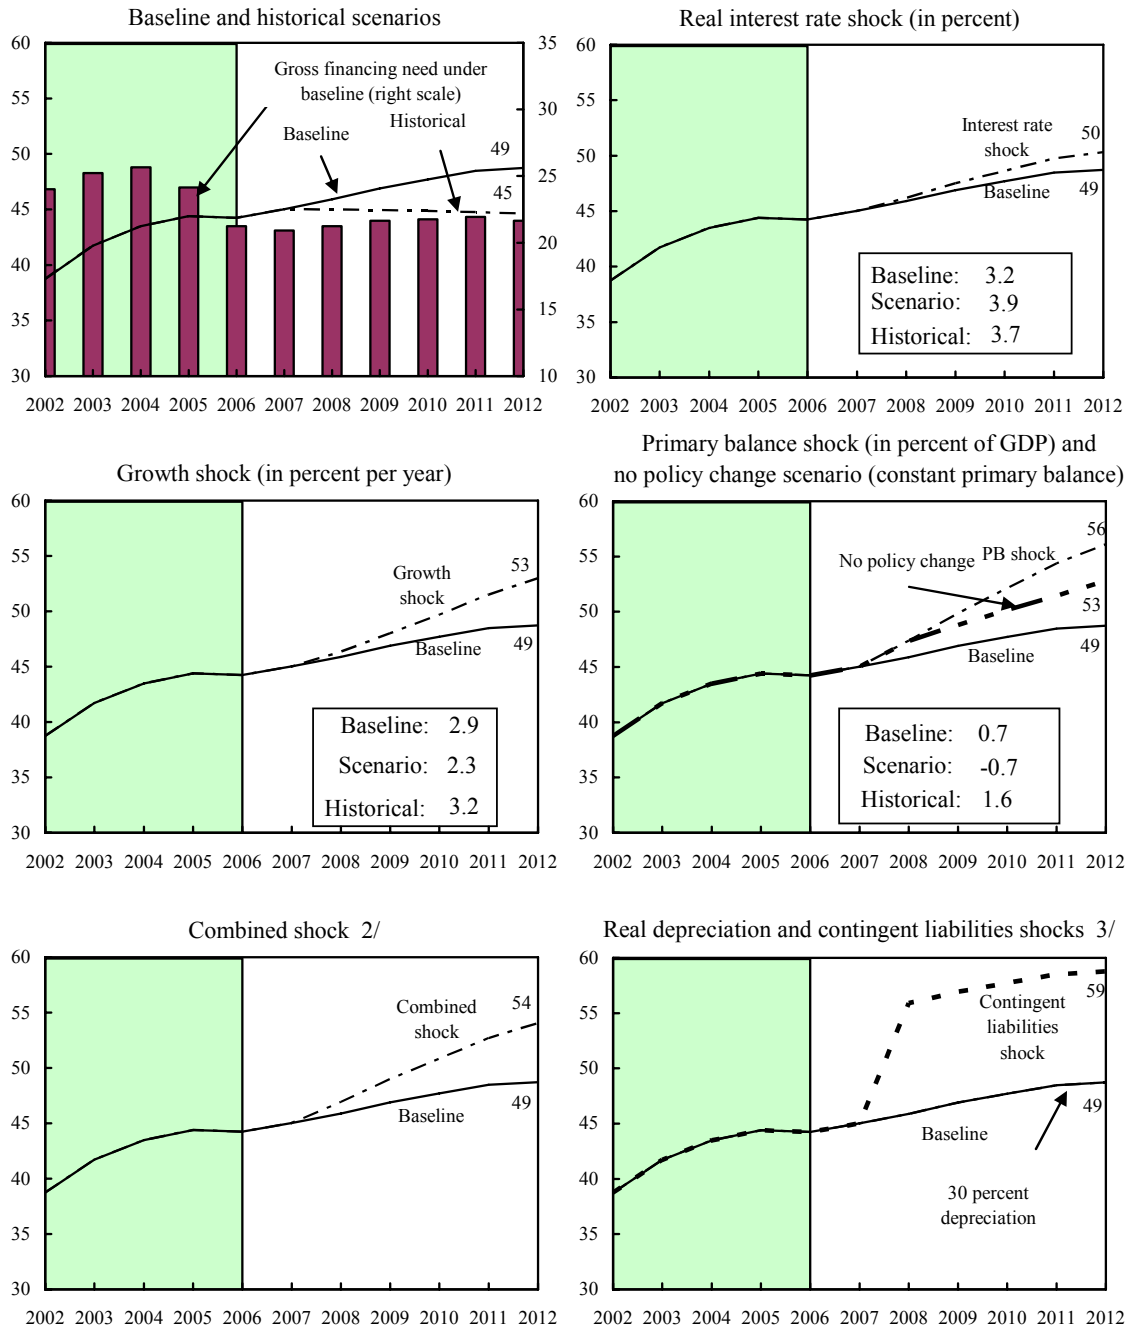 Baseline and historical scenarios
60
55
50
45
40
35
30
35
30
25
20
15
10
Gross financing need under
baseline (right scale)
Historical
Baseline
49
45
2002 2003 2004 2005 2006 2007 2008 2009 2010 2011 2012
Real interest rate shock (in percent)
60
55
50
45
40
35
30
Interest rate
shock
50
Baseline
49
Baseline: 3.2
Scenario: 3.9
Historical: 3.7
2002 2003 2004 2005 2006 2007 2008 2009 2010 2011 2012
Growth shock (in percent per year)
60
55
50
45
40
35
30
53
Growth
shock
Baseline
49
Baseline: 2.9
Scenario: 2.3
Historical: 3.2
2002 2003 2004 2005 2006 2007 2008 2009 2010 2011 2012
Primary balance shock (in percent of GDP) and
no policy change scenario (constant primary balance)
60
55
50
45
40
35
30
56
No policy change
PB shock
53
49
Baseline
Baseline: 0.7
Scenario: -0.7
Historical: 1.6
2002 2003 2004 2005 2006 2007 2008 2009 2010 2011 2012
Combined shock 2/
60
55
50
45
40
35
30
54
Combined
shock
49
Baseline
2002 2003 2004 2005 2006 2007 2008 2009 2010 2011 2012
Real depreciation and contingent liabilities shocks 3/
60
55
50
45
40
35
30
59
Contingent
liabilities
shock
49
Baseline
30 percent
depreciation
2002 2003 2004 2005 2006 2007 2008 2009 2010 2011 2012